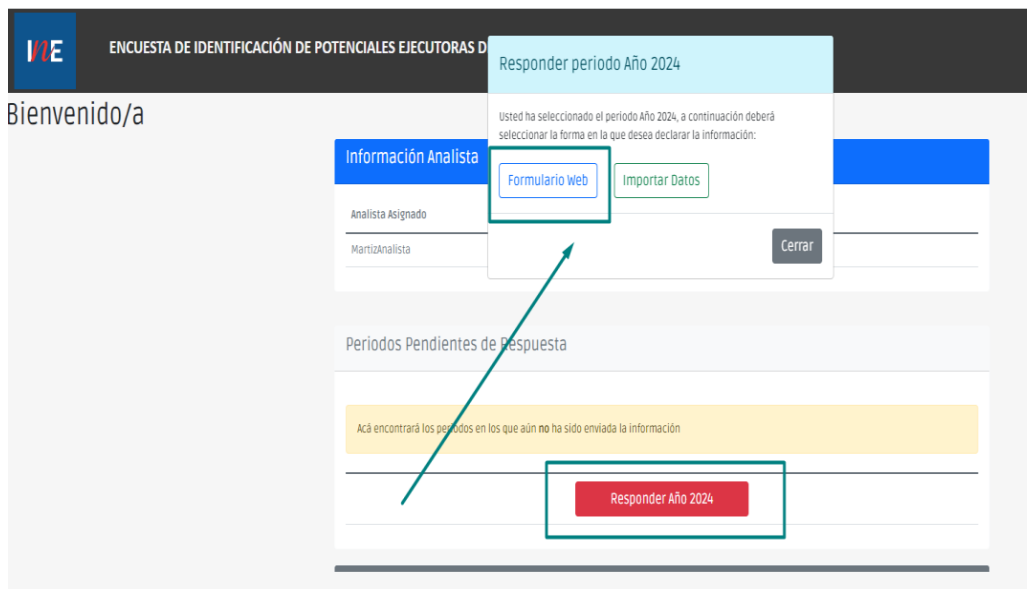 INE
ENCUESTA DE IDENTIFICACIÓN DE POTENCIALES EJECUTORAS D
Bienvenido/a
Responder periodo Año 2024
Usted ha seleccionado el periodo Año 2024, a continuación deberá
seleccionar la forma en la que desea declarar la información:
Formulario Web
Importar Datos
Cerrar
Información Analista
Analista Asignado
MartizAnalista
Periodos Pendientes de Respuesta
Acá encontrará los periodos en los que aún no ha sido enviada la información
Responder Año 2024